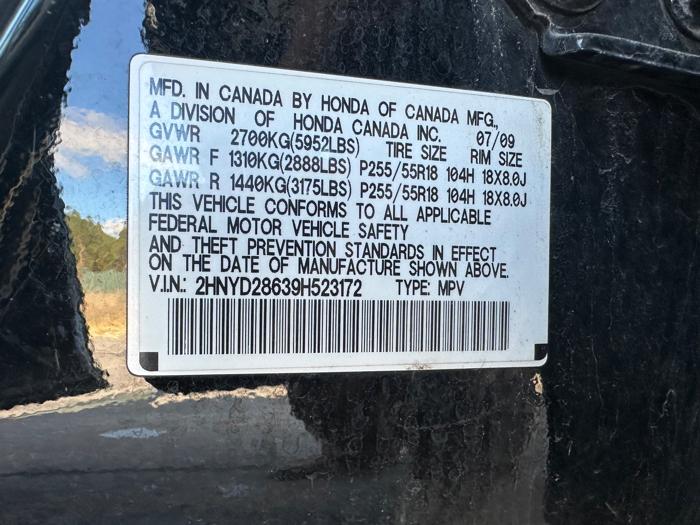 MFD. IN CANADA BY HONDA OF CANADA MFG.,
A DIVISION OF HONDA CANADA INC. 07/09
GVWR 2700KG(5952LBS) TIRE SIZE RIM SIZE
GAWR F 1310KG(2888LBS) P255/55R18 104H 18X8.0J
GAWR R 1440KG(3175LBS) P255/55R18 104H 18X8.0J
THIS VEHICLE CONFORMS TO ALL APPLICABLE
FEDERAL MOTOR VEHICLE SAFETY
AND THEFT PREVENTION STANDARDS IN EFFECT
ON THE DATE OF MANUFACTURE SHOWN ABOVE.
V.I.N.: 2HNYD28639H523172 TYPE: MPV